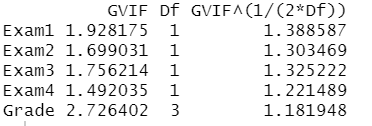 GVIF Df GVIF^(1/(2*Df))
Exam1 1.928175 1 1.388587
Exam2 1.699031 1 1.303469
Exam3 1.756214 1 1.325222
Exam4 1.492035 1 1.221489
Grade 2.726402 3 1.181948